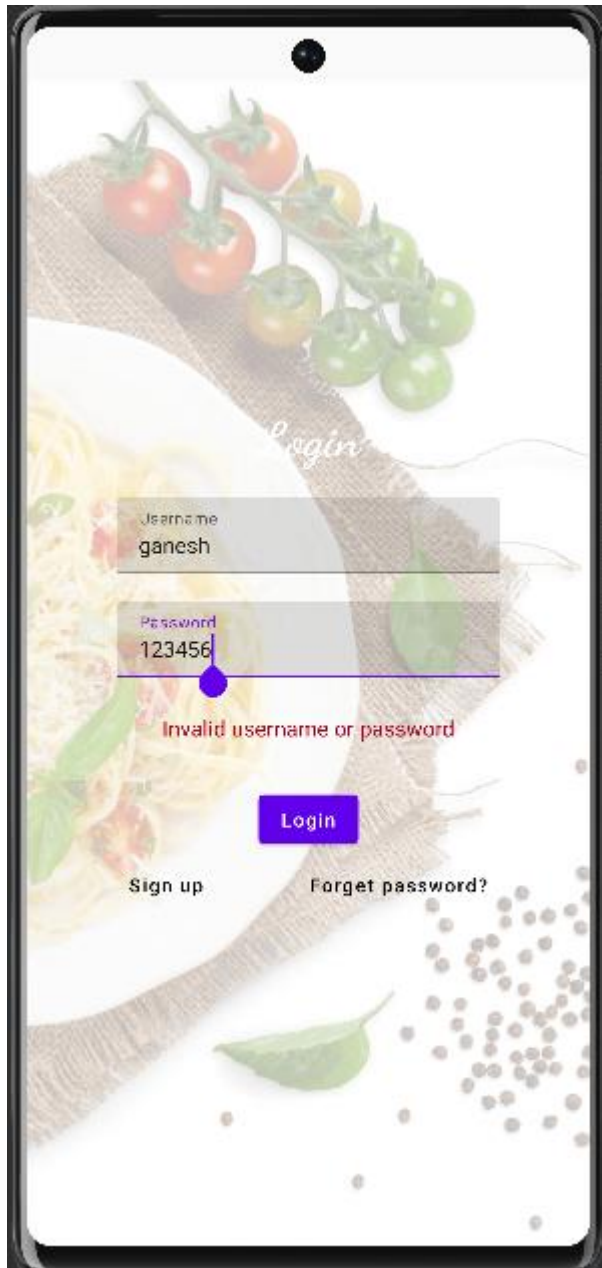 Login
Username
ganesh
Password
123456
Invalid username or password
Login
Sign up
Forget password?